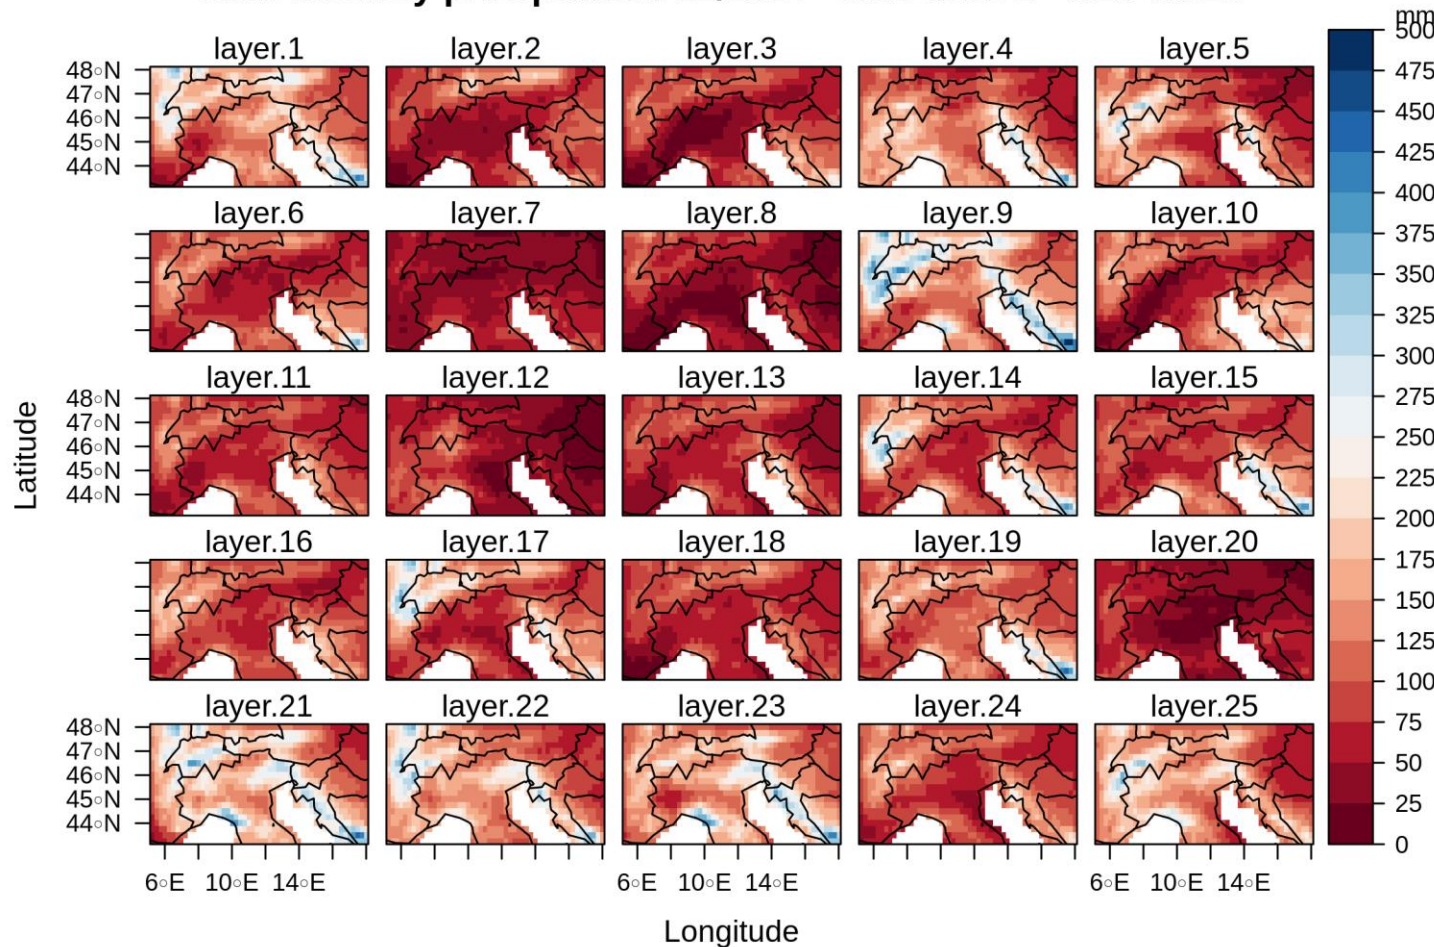 mm
layer.1 layer.2 layer.3 layer.4 layer.5
48◦N
47◦N
46◦N
45◦N
44◦N
layer.6 layer.7 layer.8 layer.9 layer.10
layer.11 layer.12 layer.13 layer.14 layer.15
48◦N
47◦N
46◦N
45◦N
44◦N
layer.16 layer.17 layer.18 layer.19 layer.20
layer.21 layer.22 layer.23 layer.24 layer.25
48◦N
47◦N
46◦N
45◦N
44◦N
6◦E 10◦E 14◦E 6◦E 10◦E 14◦E 6◦E 10◦E 14◦E
Latitude
Longitude
500
475
450
425
400
375
350
325
300
275
250
225
200
175
150
125
100
75
50
25
0